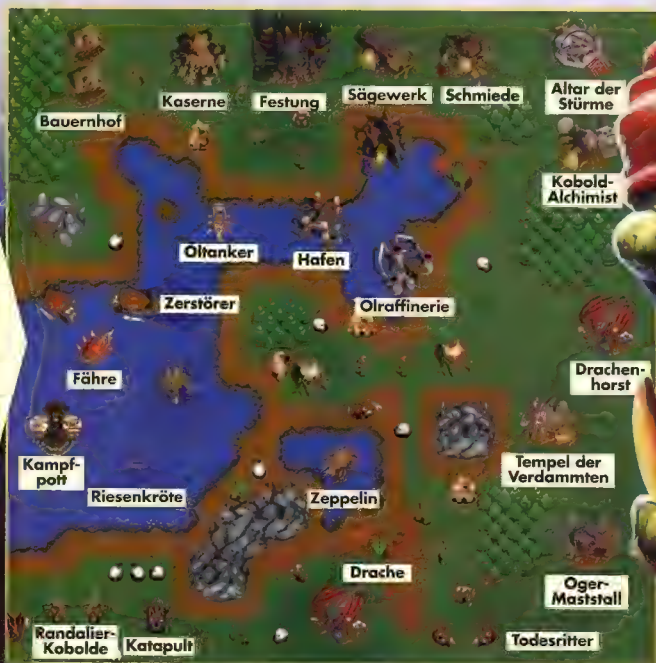 Bauernhof
Kaserne
Festung
Sägewerk
Schmiede
Altar der
Stürme
Kobold-
Alchimist
Öltanker
Hafen
Ölraffinerie
Zerstörer
Fähre
Drachen-
horst
Kampf-
pott
Riesenkröte
Zeppelin
Tempel der
Verdammten
Drache
Oger-
Maststall
Randalier-
Kobolde
Katapult
Todesritter